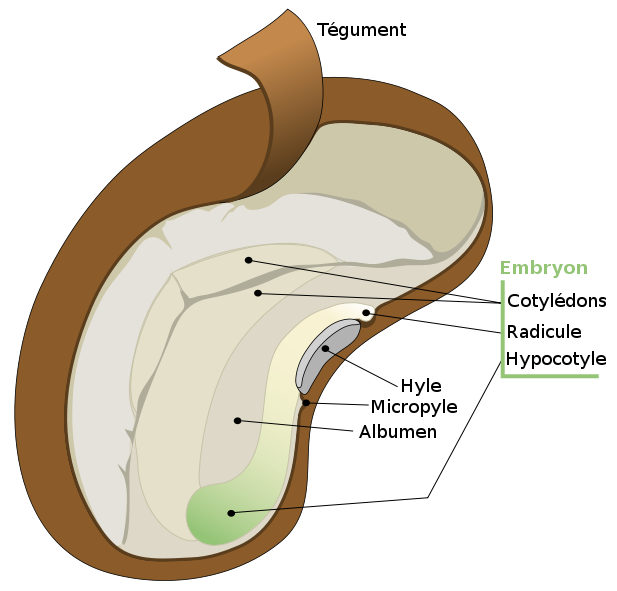 Tégument
Embryon
Cotylédons
Radicule
Hypocotyle
Hyle
Micropyle
Albumen